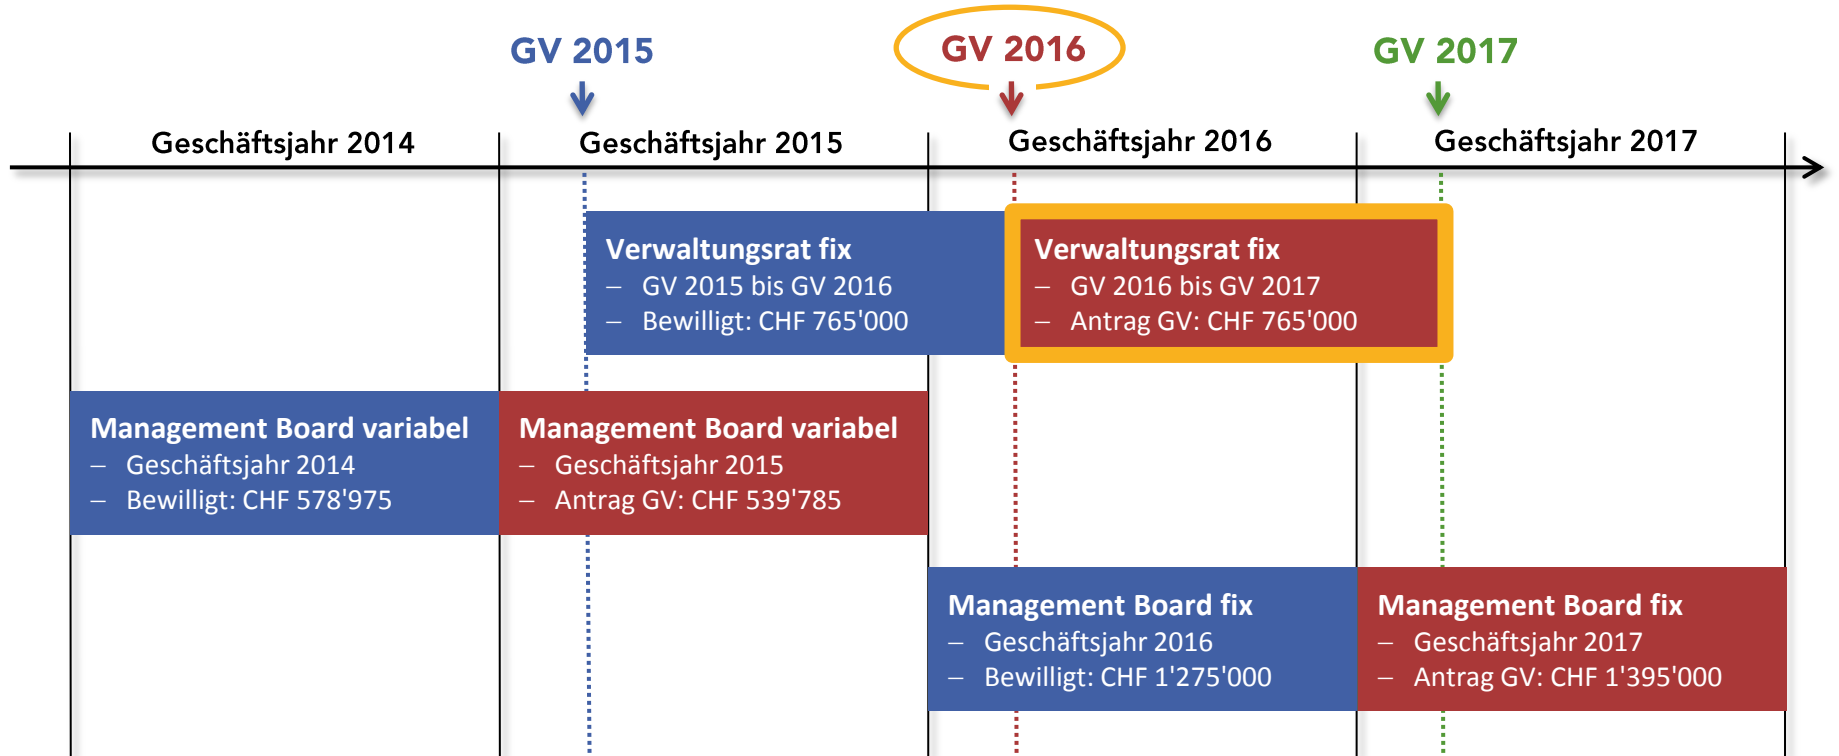 GV 2015
GV 2016
GV 2017
Geschäftsjahr 2014
Geschäftsjahr 2015
Geschäftsjahr 2016
Geschäftsjahr 2017
Verwaltungsrat fix
– GV 2015 bis GV 2016
– Bewilligt: CHF 765'000
Verwaltungsrat fix
– GV 2016 bis GV 2017
– Antrag GV: CHF 765'000
Management Board variabel
– Geschäftsjahr 2014
– Bewilligt: CHF 578'975
Management Board variabel
– Geschäftsjahr 2015
– Antrag GV: CHF 539'785
Management Board fix
– Geschäftsjahr 2016
– Bewilligt: CHF 1'275'000
Management Board fix
– Geschäftsjahr 2017
– Antrag GV: CHF 1'395'000